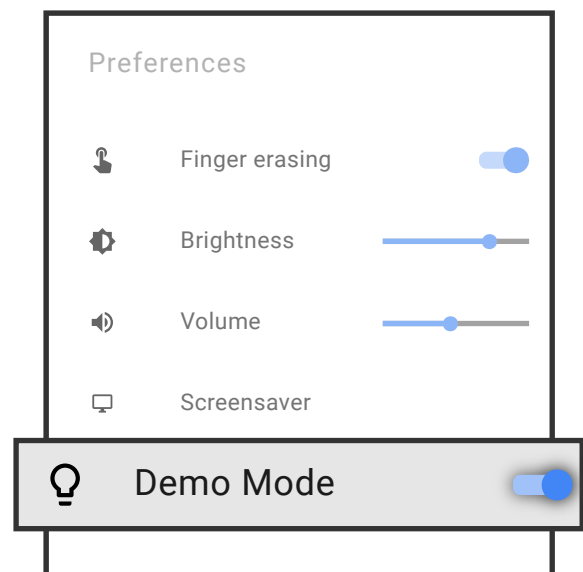 Preferences
Finger erasing
Brightness
Volume
Screensaver
Demo Mode